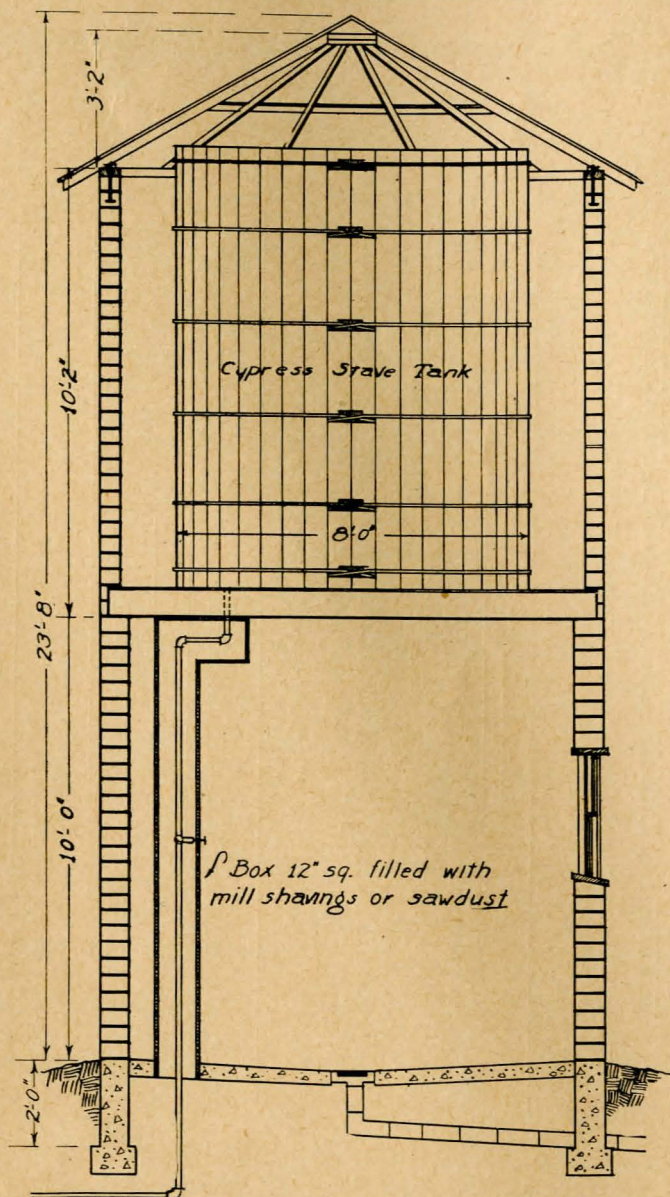 3'-2"
10'-2"
Cypress Stave Tank
8'-0"
23'-8"
10'-0"
Box 12" sq. filled with
mill shavings or sawdust
2'-0"